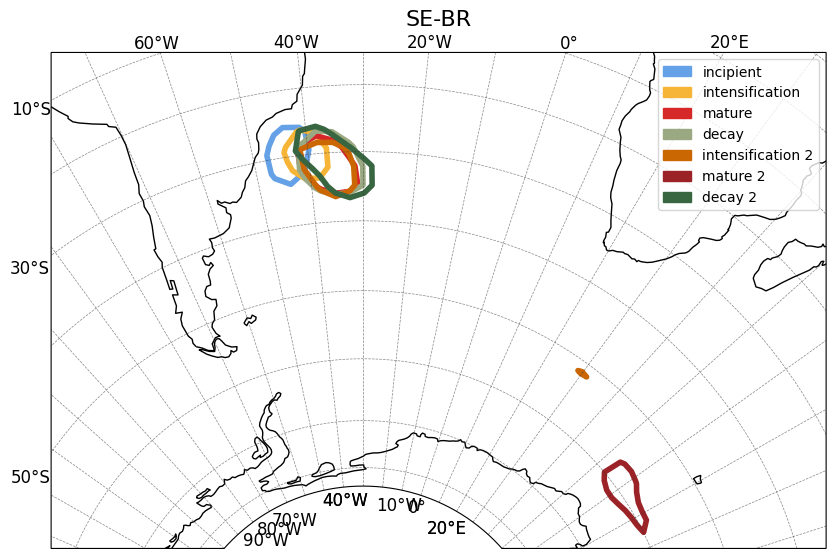 SE-BR
60°W 40°W 20°W 0° 20°E
10°S
30°S
50°S
incipient
intensification
mature
decay
intensification 2
mature 2
decay 2
40°W 10°W 0°
70°W 20°E
80°W
90°W